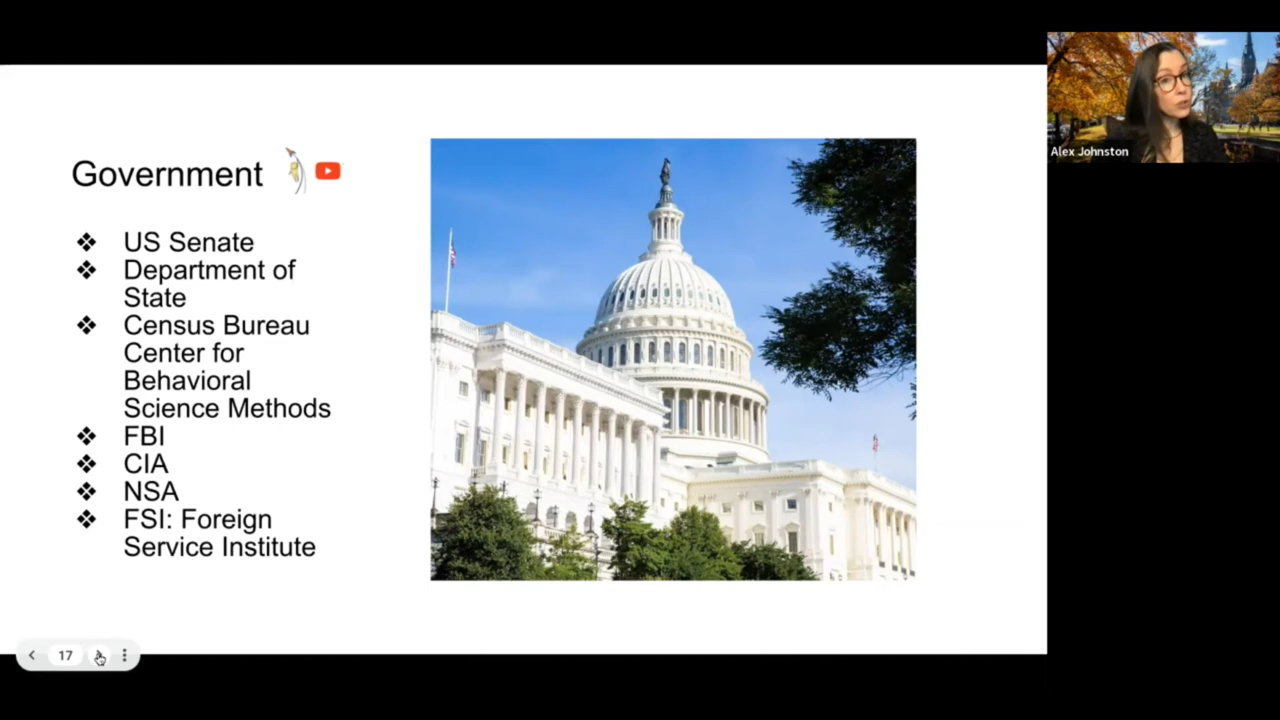 Government
❖ US Senate
❖ Department of
State
❖ Census Bureau
Center for
Behavioral
Science Methods
❖ FBI
❖ CIA
❖ NSA
❖ FSI: Foreign
Service Institute
Alex Johnston
17